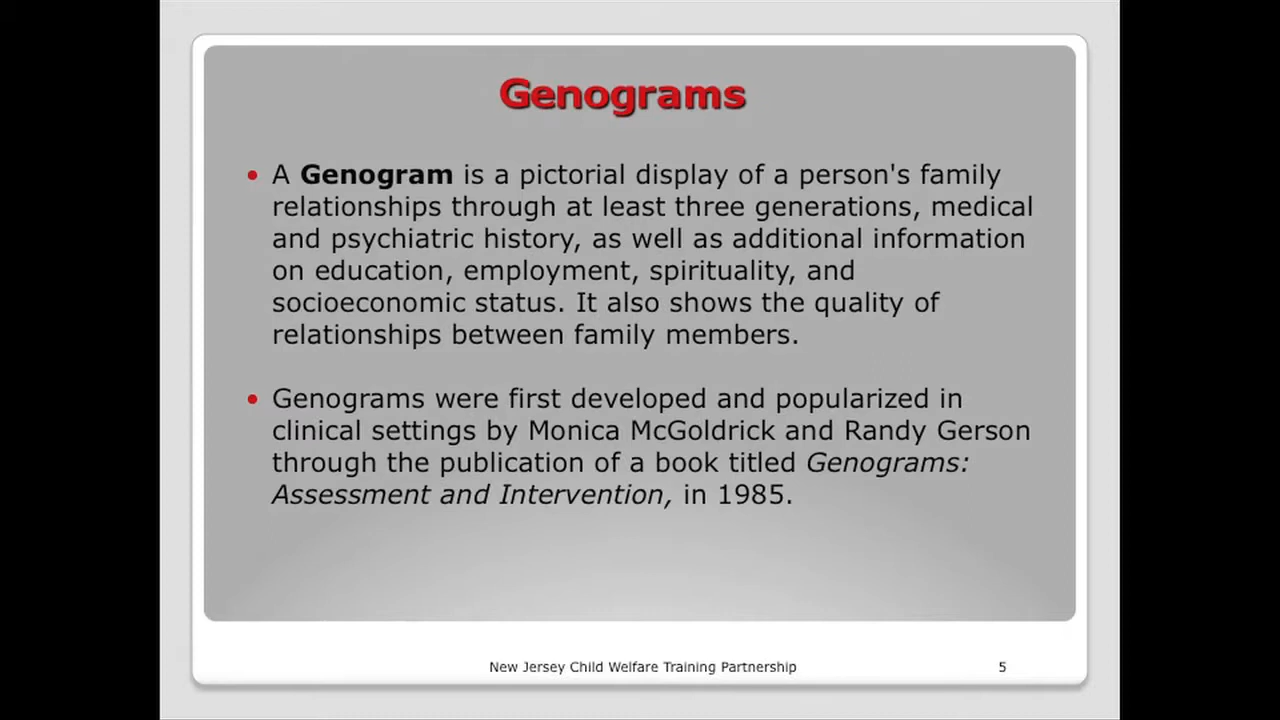 Genograms
• A Genogram is a pictorial display of a person's family
relationships through at least three generations, medical
and psychiatric history, as well as additional information
on education, employment, spirituality, and
socioeconomic status. It also shows the quality of
relationships between family members.
• Genograms were first developed and popularized in
clinical settings by Monica McGoldrick and Randy Gerson
through the publication of a book titled Genograms:
Assessment and Intervention, in 1985.
New Jersey Child Welfare Training Partnership 5